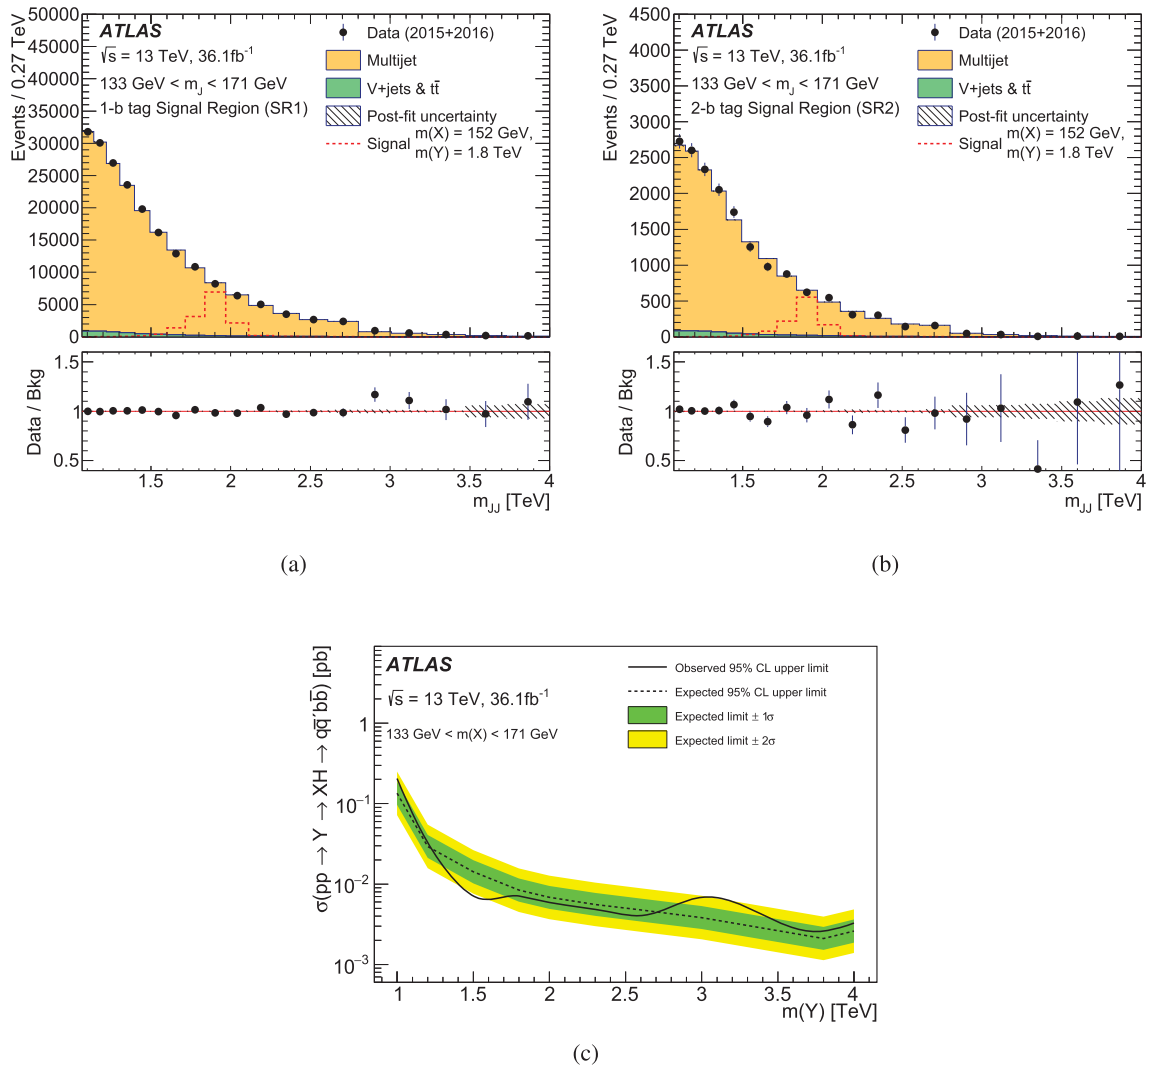 ATLAS
√s = 13 TeV, 36.1fb⁻¹
133 GeV < m_J < 171 GeV
1-b tag Signal Region (SR1)
Data (2015+2016)
Multijet
V+jets & tt̄
Post-fit uncertainty
Signal m(X) = 152 GeV, m(Y) = 1.8 TeV
Events / 0.27 TeV
50000
45000
40000
35000
30000
25000
20000
15000
10000
5000
0
Data / Bkg
1.5
1
0.5
1.5 2 2.5 3 3.5 4
m_JJ [TeV]
(a)
ATLAS
√s = 13 TeV, 36.1fb⁻¹
133 GeV < m_J < 171 GeV
2-b tag Signal Region (SR2)
Data (2015+2016)
Multijet
V+jets & tt̄
Post-fit uncertainty
Signal m(X) = 152 GeV, m(Y) = 1.8 TeV
Events / 0.27 TeV
4500
4000
3500
3000
2500
2000
1500
1000
500
0
Data / Bkg
1.5
1
0.5
1.5 2 2.5 3 3.5 4
m_JJ [TeV]
(b)
ATLAS
√s = 13 TeV, 36.1fb⁻¹
133 GeV < m(X) < 171 GeV
Observed 95% CL upper limit
Expected 95% CL upper limit
Expected limit ± 1σ
Expected limit ± 2σ
σ(pp → Y → XH → qq̄′bb̄) [pb]
1
10⁻¹
10⁻²
10⁻³
1 1.5 2 2.5 3 3.5 4
m(Y) [TeV]
(c)